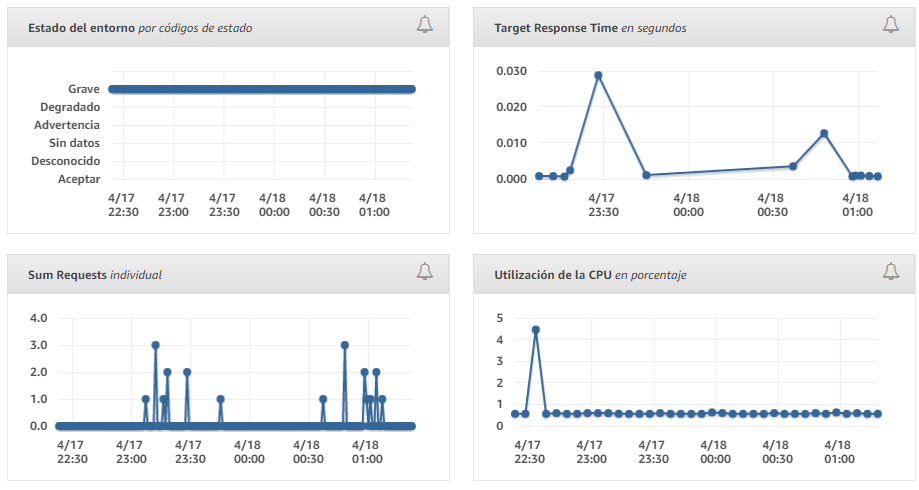 Estado del entorno por códigos de estado
Grave
Degradado
Advertencia
Sin datos
Desconocido
Aceptar
4/17 4/17 4/17 4/18 4/18 4/18
22:30 23:00 23:30 00:00 00:30 01:00
Target Response Time en segundos
0.030
0.020
0.010
0.000
4/17 4/18 4/18 4/18
23:30 00:00 00:30 01:00
Sum Requests individual
4.0
3.0
2.0
1.0
0.0
4/17 4/17 4/17 4/18 4/18 4/18
22:30 23:00 23:30 00:00 00:30 01:00
Utilización de la CPU en porcentaje
5
4
3
2
1
0
4/17 4/17 4/17 4/18 4/18 4/18
22:30 23:00 23:30 00:00 00:30 01:00